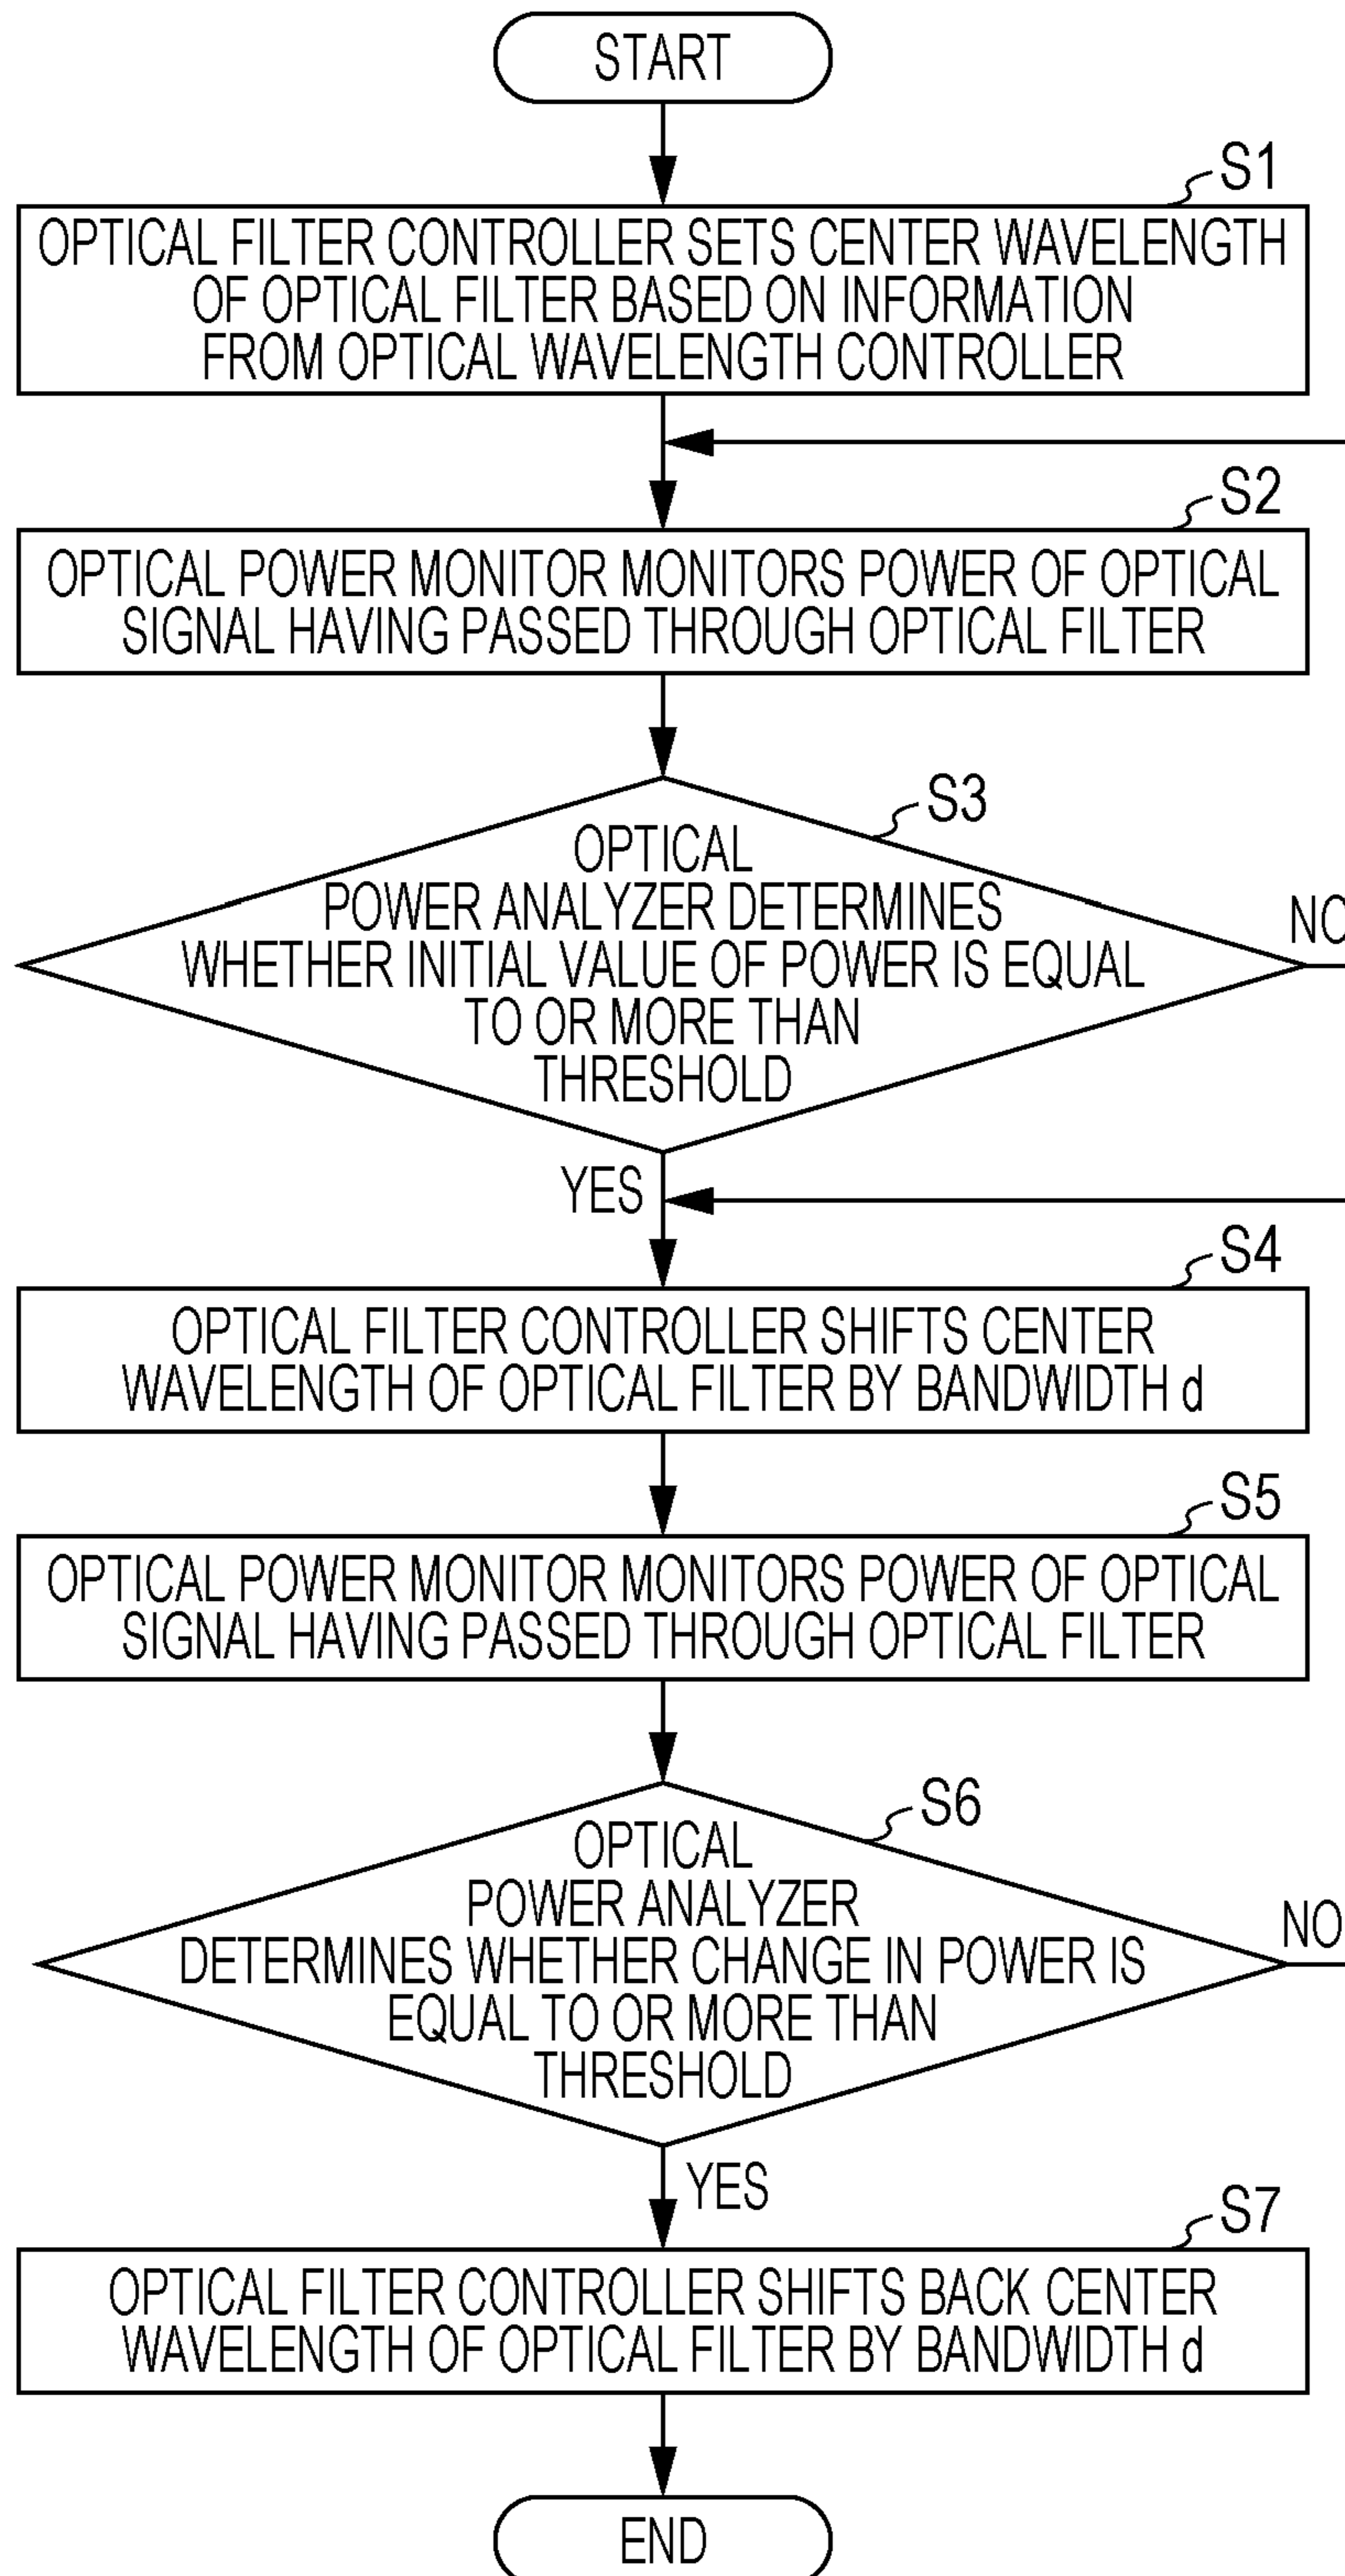 START
S1
OPTICAL FILTER CONTROLLER SETS CENTER WAVELENGTH
OF OPTICAL FILTER BASED ON INFORMATION
FROM OPTICAL WAVELENGTH CONTROLLER
S2
OPTICAL POWER MONITOR MONITORS POWER OF OPTICAL
SIGNAL HAVING PASSED THROUGH OPTICAL FILTER
S3
OPTICAL
POWER ANALYZER DETERMINES
WHETHER INITIAL VALUE OF POWER IS EQUAL
TO OR MORE THAN
THRESHOLD
NO
YES
S4
OPTICAL FILTER CONTROLLER SHIFTS CENTER
WAVELENGTH OF OPTICAL FILTER BY BANDWIDTH d
S5
OPTICAL POWER MONITOR MONITORS POWER OF OPTICAL
SIGNAL HAVING PASSED THROUGH OPTICAL FILTER
S6
OPTICAL
POWER ANALYZER
DETERMINES WHETHER CHANGE IN POWER IS
EQUAL TO OR MORE THAN
THRESHOLD
NO
YES
S7
OPTICAL FILTER CONTROLLER SHIFTS BACK CENTER
WAVELENGTH OF OPTICAL FILTER BY BANDWIDTH d
END